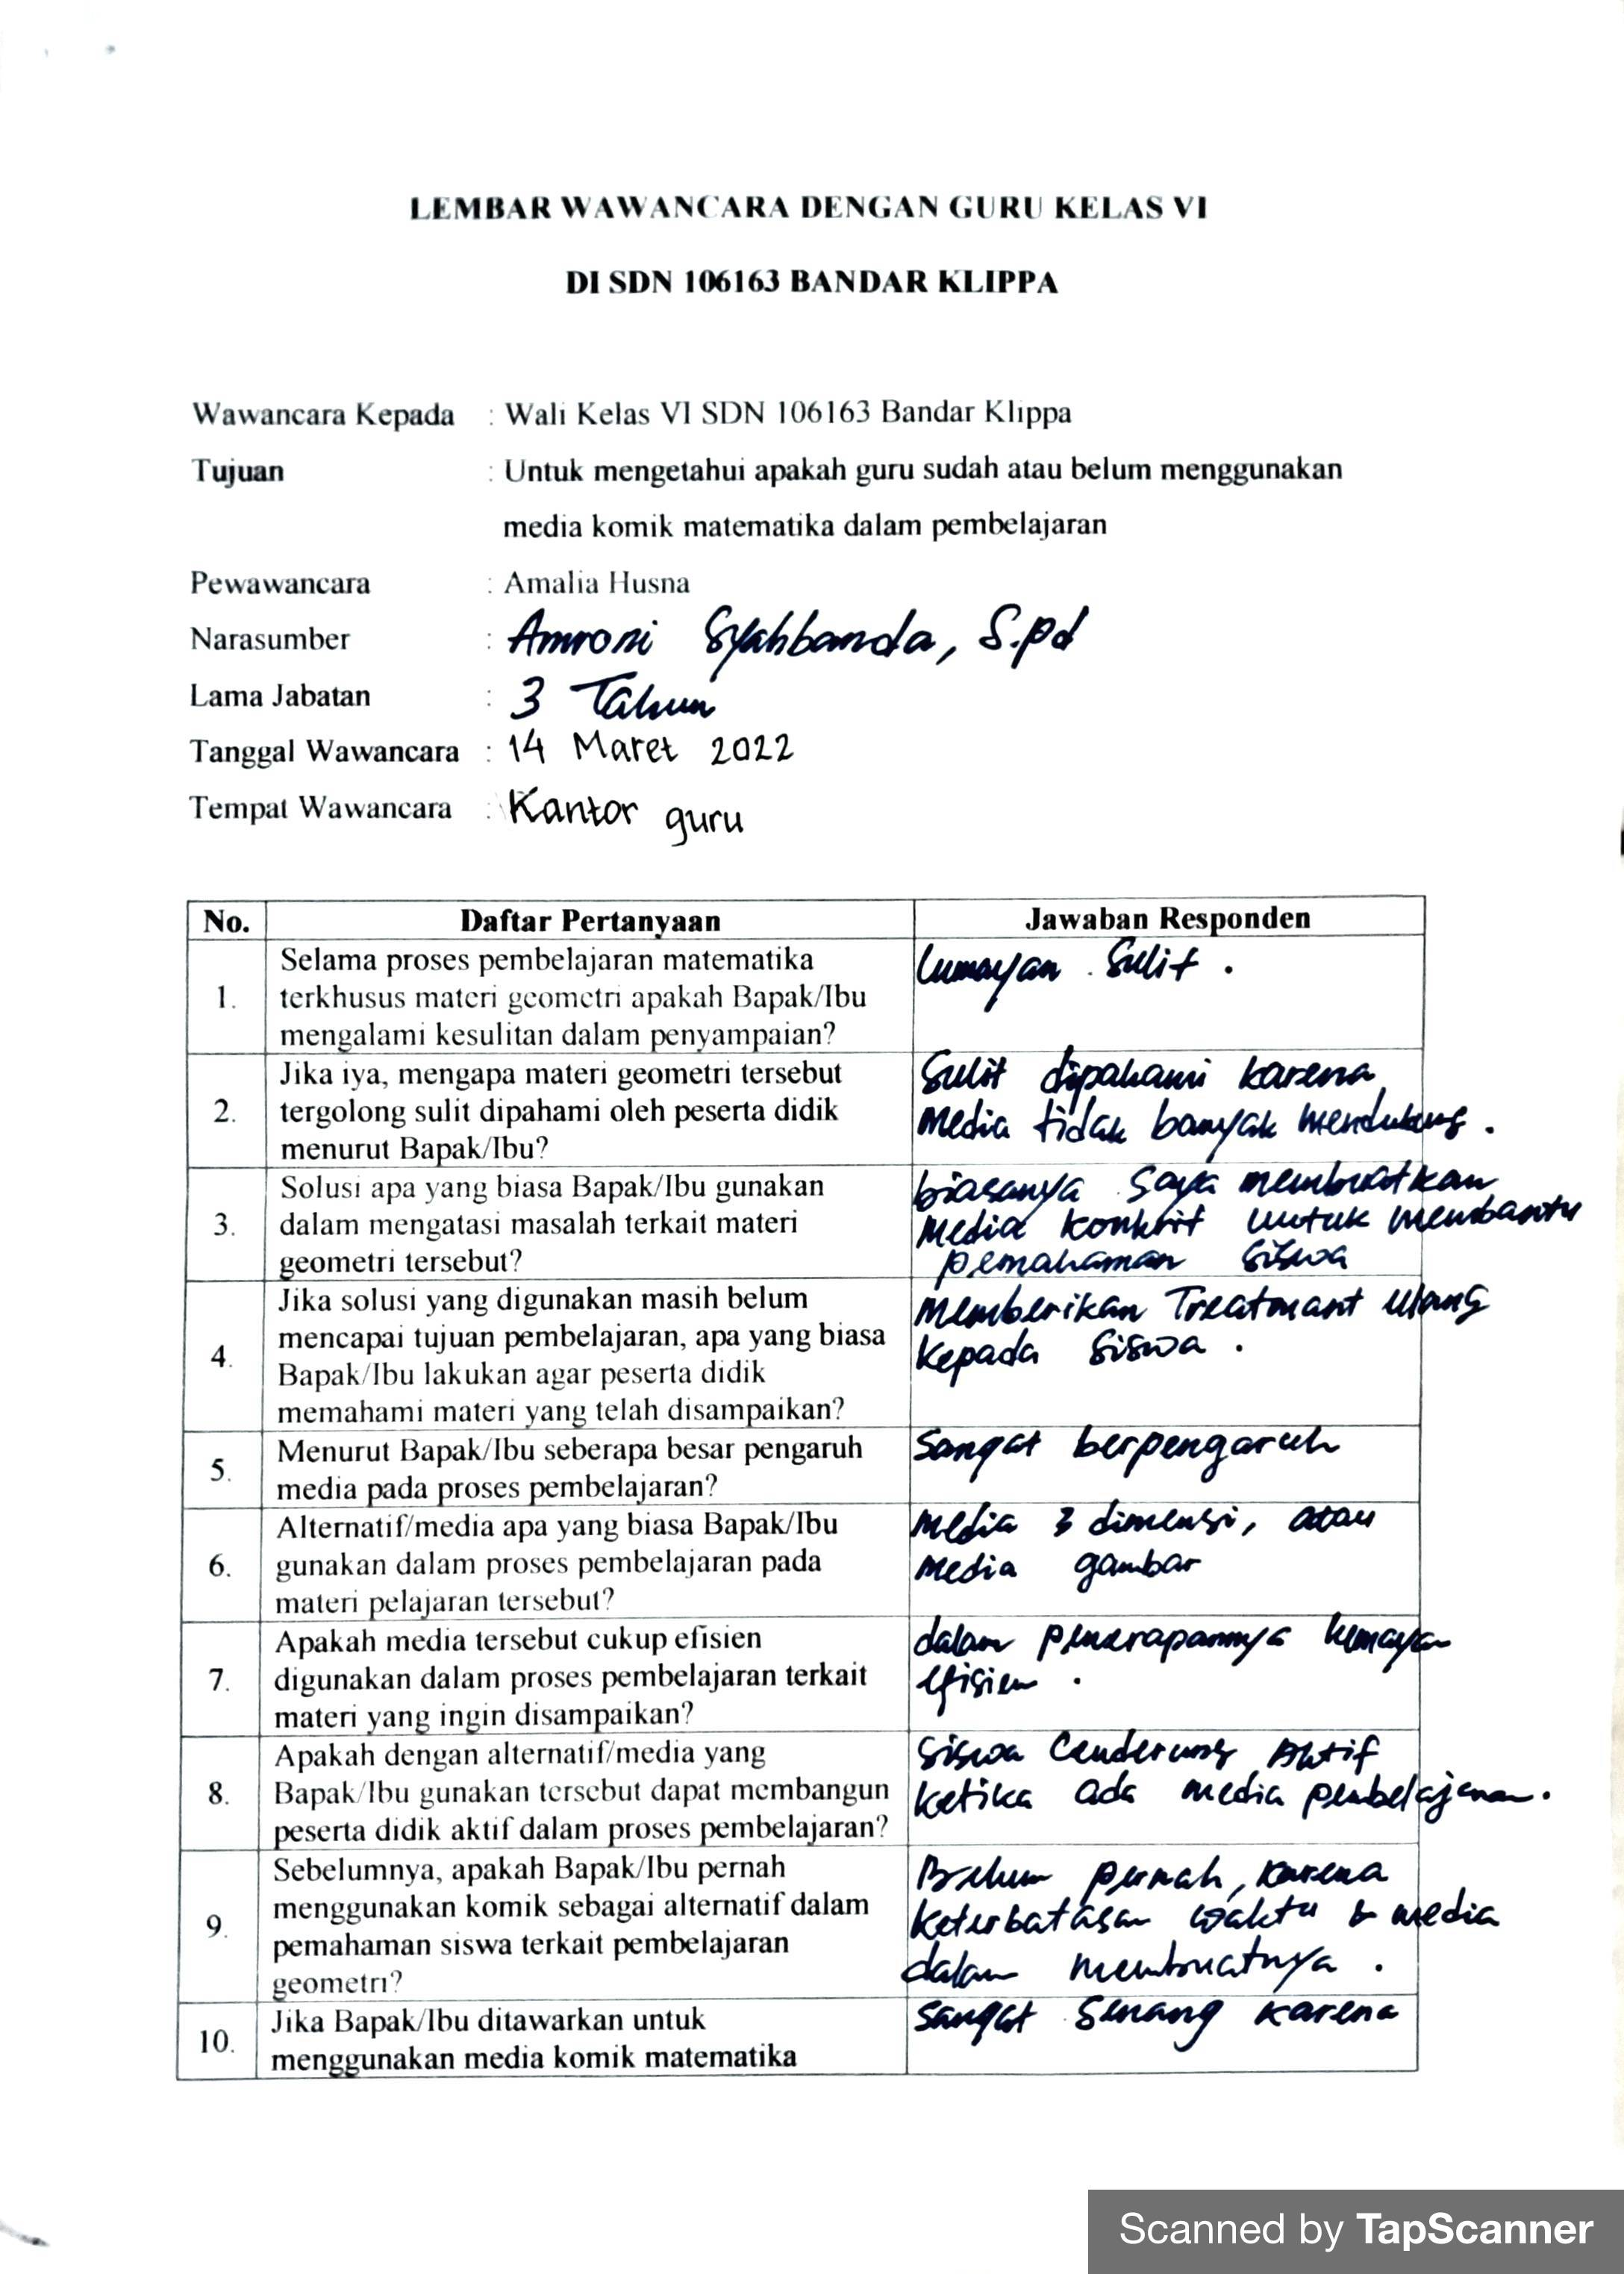 LEMBAR WAWANCARA DENGAN GURU KELAS VI
DI SDN 106163 BANDAR KLIPPA
Wawancara Kepada : Wali Kelas VI SDN 106163 Bandar Klippa
Tujuan : Untuk mengetahui apakah guru sudah atau belum menggunakan
media komik matematika dalam pembelajaran
Pewawancara : Amalia Husna
Narasumber : Amroni Syahbanda, S.Pd
Lama Jabatan : 3 Tahun
Tanggal Wawancara : 14 Maret 2022
Tempat Wawancara : Kantor guru
No. Daftar Pertanyaan Jawaban Responden
1.
Selama proses pembelajaran matematika
terkhusus materi geometri apakah Bapak/Ibu
mengalami kesulitan dalam penyampaian?
Lumayan Sulit .
2.
Jika iya, mengapa materi geometri tersebut
tergolong sulit dipahami oleh peserta didik
menurut Bapak/Ibu?
Sulit dipahami karena
Media tidak banyak mendukung .
3.
Solusi apa yang biasa Bapak/Ibu gunakan
dalam mengatasi masalah terkait materi
geometri tersebut?
biasanya saya membuatkan
Media konkrit untuk membantu
pemahaman siswa
4.
Jika solusi yang digunakan masih belum
mencapai tujuan pembelajaran, apa yang biasa
Bapak/Ibu lakukan agar peserta didik
memahami materi yang telah disampaikan?
Memberikan Treatmant ulang
kepada Siswa .
5.
Menurut Bapak/Ibu seberapa besar pengaruh
media pada proses pembelajaran?
Sangat berpengaruh
6.
Alternatif/media apa yang biasa Bapak/Ibu
gunakan dalam proses pembelajaran pada
materi pelajaran tersebut?
Media 3 dimensi, atau
Media gambar
7.
Apakah media tersebut cukup efisien
digunakan dalam proses pembelajaran terkait
materi yang ingin disampaikan?
dalam penerapannya lumayan
efisien .
8.
Apakah dengan alternatif/media yang
Bapak/Ibu gunakan tersebut dapat membangun
peserta didik aktif dalam proses pembelajaran?
Siswa Cenderung Aktif
ketika ada media pembelajaran.
9.
Sebelumnya, apakah Bapak/Ibu pernah
menggunakan komik sebagai alternatif dalam
pemahaman siswa terkait pembelajaran
geometri?
Belum pernah, karena
keterbatasan waktu & media
dalam membuatnya .
10.
Jika Bapak/Ibu ditawarkan untuk
menggunakan media komik matematika
Sangat Senang karena
Scanned by TapScanner